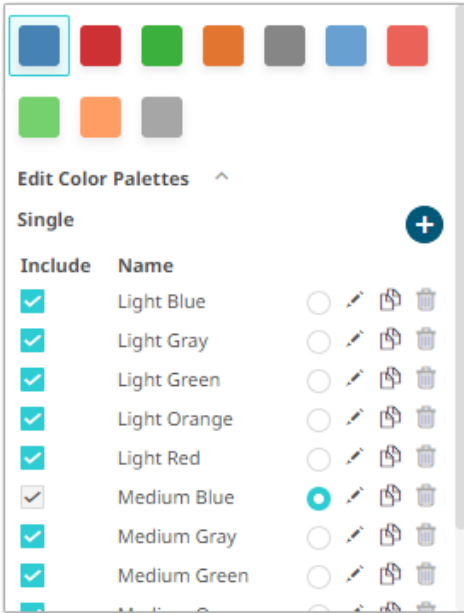 Edit Color Palettes
Single
Include Name
Light Blue
Light Gray
Light Green
Light Orange
Light Red
Medium Blue
Medium Gray
Medium Green